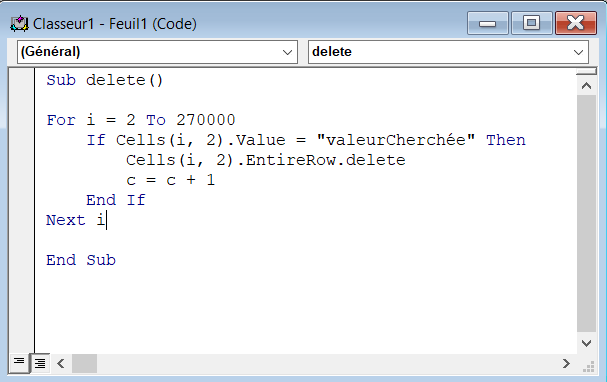 Classeur1 - Feuil1 (Code)
(Général) delete
Sub delete()
For i = 2 To 270000
If Cells(i, 2).Value = "valeurCherchée" Then
Cells(i, 2).EntireRow.delete
c = c + 1
End If
Next i
End Sub